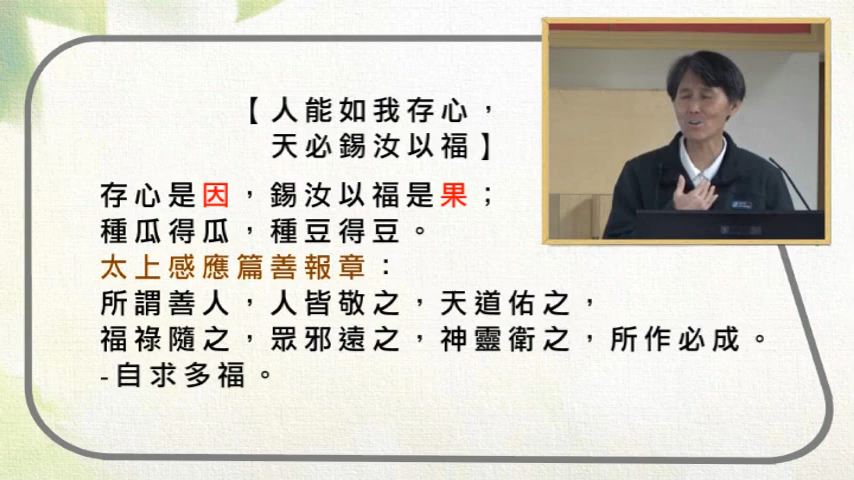 【人能如我存心，
天必錫汝以福】
存心是因，錫汝以福是果；
種瓜得瓜，種豆得豆。
太上感應篇善報章：
所謂善人，人皆敬之，天道佑之，
福祿隨之，眾邪遠之，神靈衛之，所作必成。
-自求多福。